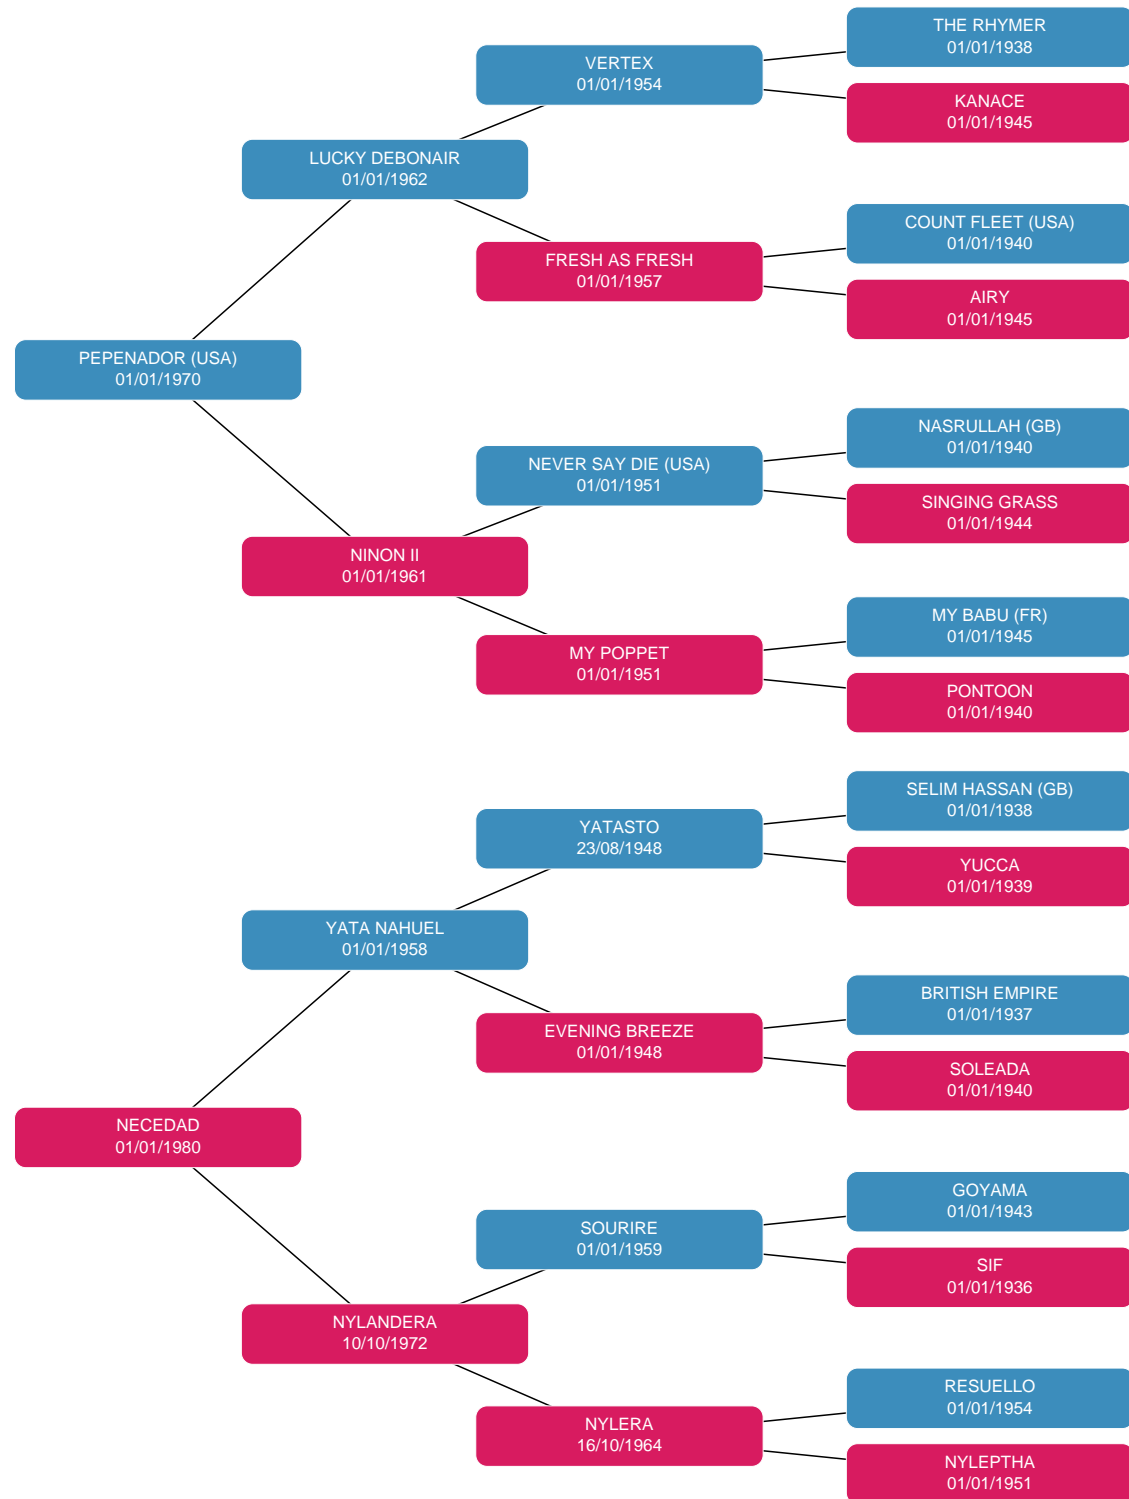 THE RHYMER
01/01/1938
VERTEX
01/01/1954
KANACE
01/01/1945
LUCKY DEBONAIR
01/01/1962
COUNT FLEET (USA)
01/01/1940
FRESH AS FRESH
01/01/1957
AIRY
01/01/1945
PEPENADOR (USA)
01/01/1970
NASRULLAH (GB)
01/01/1940
NEVER SAY DIE (USA)
01/01/1951
SINGING GRASS
01/01/1944
NINON II
01/01/1961
MY BABU (FR)
01/01/1945
MY POPPET
01/01/1951
PONTOON
01/01/1940
SELIM HASSAN (GB)
01/01/1938
YATASTO
23/08/1948
YUCCA
01/01/1939
YATA NAHUEL
01/01/1958
BRITISH EMPIRE
01/01/1937
EVENING BREEZE
01/01/1948
SOLEADA
01/01/1940
NECEDAD
01/01/1980
GOYAMA
01/01/1943
SOURIRE
01/01/1959
SIF
01/01/1936
NYLANDERA
10/10/1972
RESUELLO
01/01/1954
NYLERA
16/10/1964
NYLEPTHA
01/01/1951